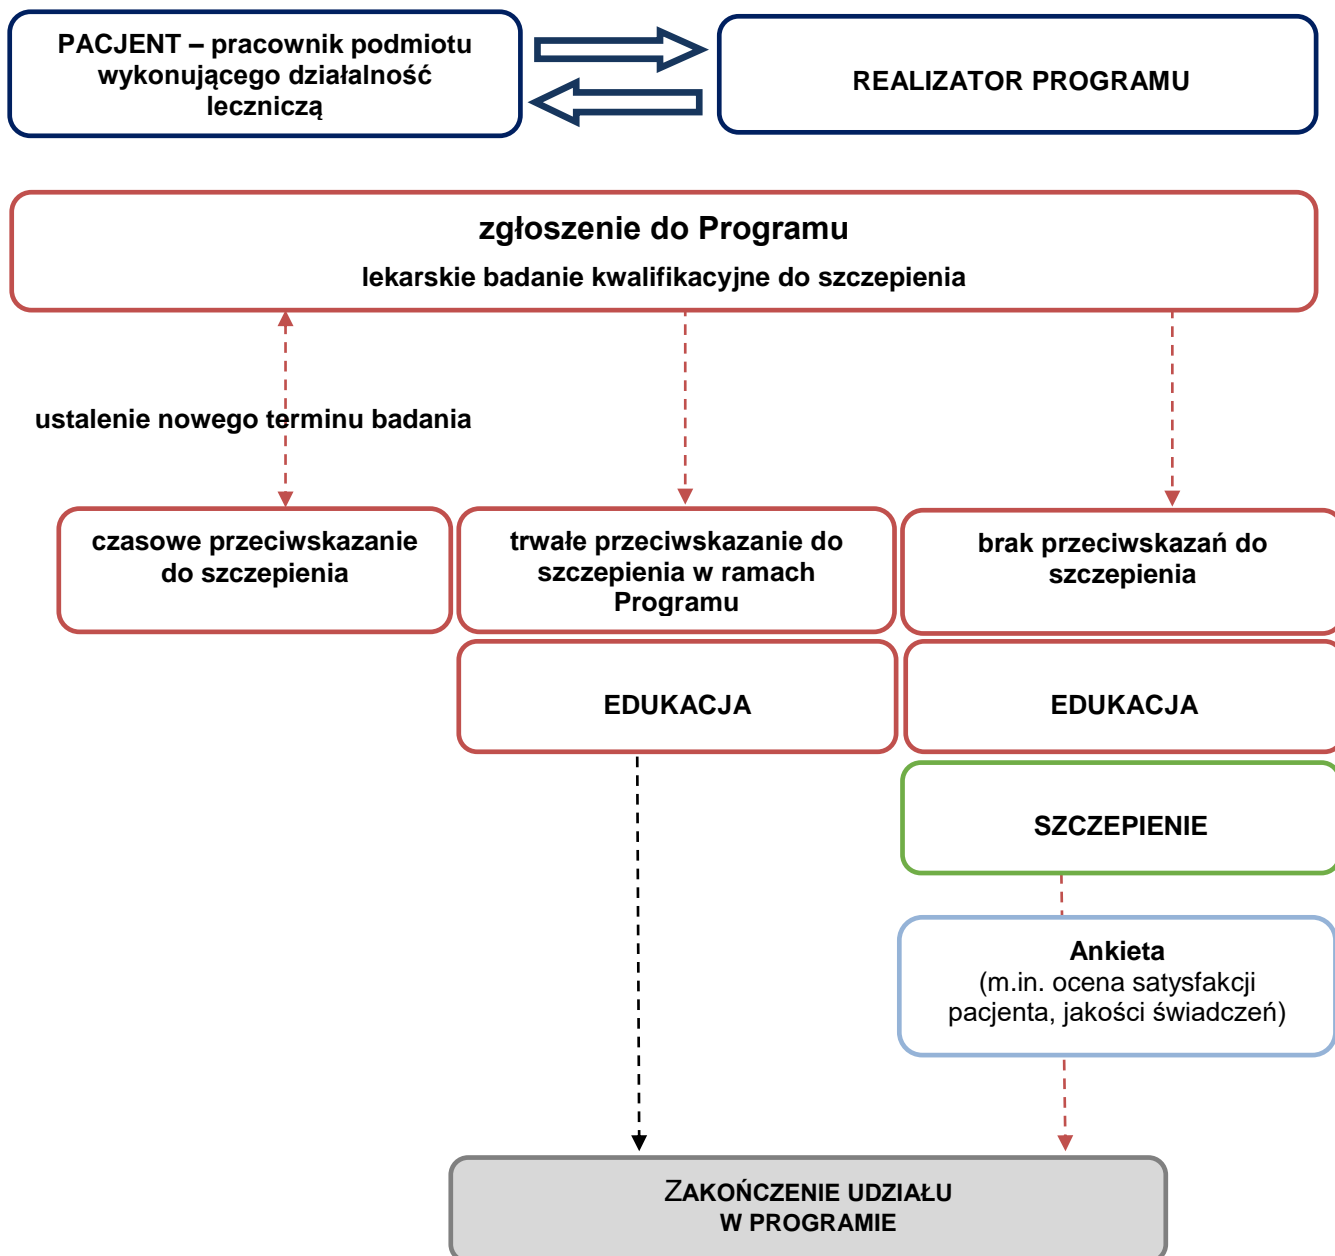 PACJENT – pracownik podmiotu
wykonującego działalność
leczniczą
REALIZATOR PROGRAMU
zgłoszenie do Programu
lekarskie badanie kwalifikacyjne do szczepienia
ustalenie nowego terminu badania
czasowe przeciwskazanie
do szczepienia
trwałe przeciwskazanie do
szczepienia w ramach
Programu
brak przeciwskazań do
szczepienia
EDUKACJA
EDUKACJA
SZCZEPIENIE
Ankieta
(m.in. ocena satysfakcji
pacjenta, jakości świadczeń)
ZAKOŃCZENIE UDZIAŁU
W PROGRAMIE